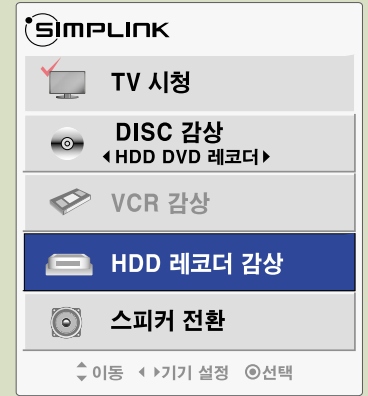 SIMPLINK
TV 시청
DISC 감상
◀HDD DVD 레코더▶
VCR 감상
HDD 레코더 감상
스피커 전환
이동 ◀ ▶기기 설정 ◉선택